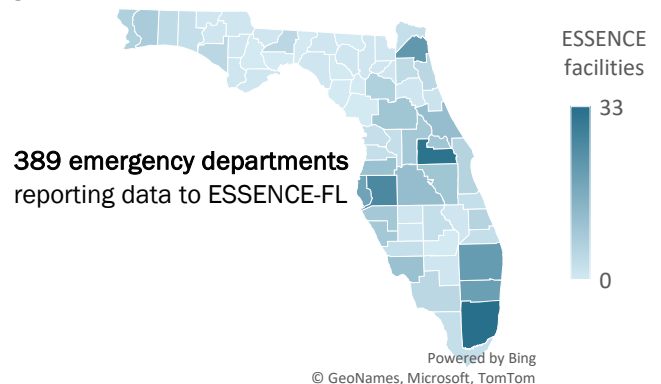 ESSENCE
facilities
33
389 emergency departments
reporting data to ESSENCE-FL
0
Powered by Bing
© GeoNames, Microsoft, TomTom